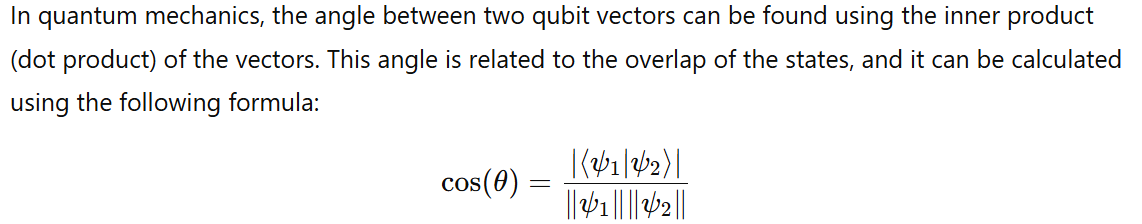 In quantum mechanics, the angle between two qubit vectors can be found using the inner product
(dot product) of the vectors. This angle is related to the overlap of the states, and it can be calculated
using the following formula:
cos(θ) = |⟨ψ₁|ψ₂⟩| / ‖ψ₁‖‖ψ₂‖